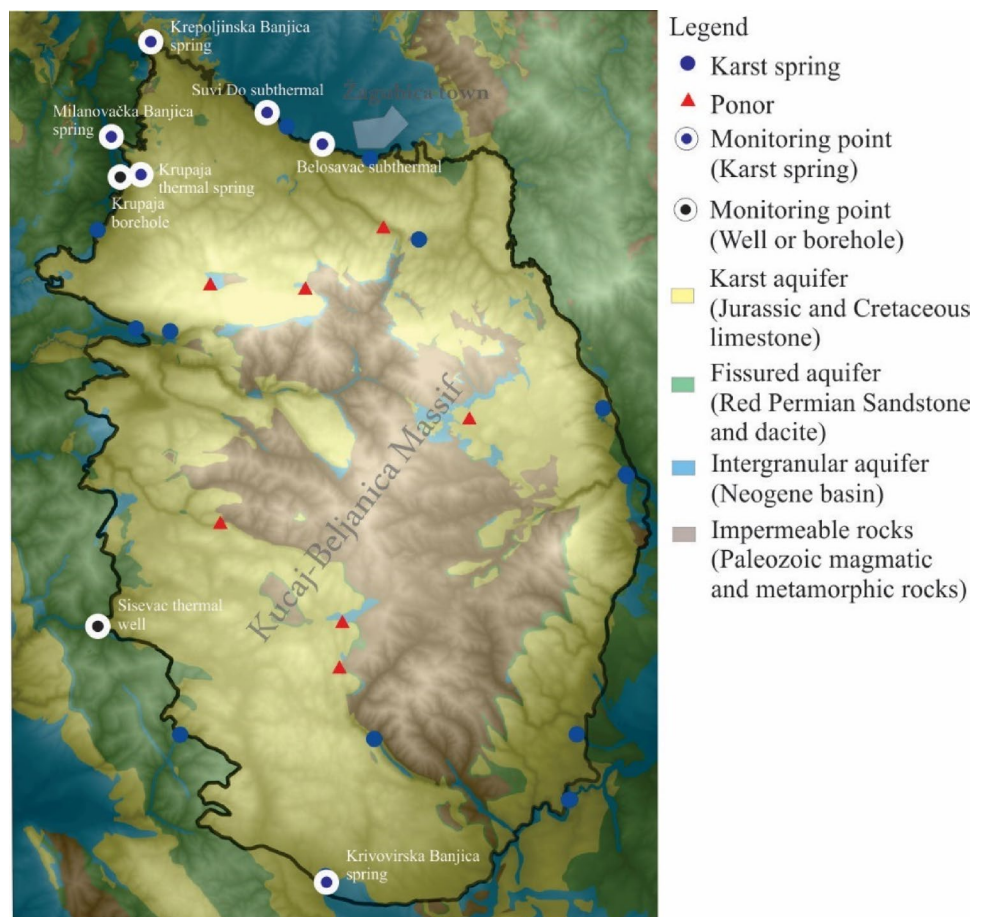 Krepoljinska Banjica
spring
Suvi Do subthermal
Žagubica town
Milanovačka Banjica
spring
Belosavac subthermal
Krupaja
thermal spring
Krupaja
borehole
Kucaj-Beljanica Massif
Sisevac thermal
well
Krivovirska Banjica
spring
Legend
Karst spring
Ponor
Monitoring point
(Karst spring)
Monitoring point
(Well or borehole)
Karst aquifer
(Jurassic and Cretaceous
limestone)
Fissured aquifer
(Red Permian Sandstone
and dacite)
Intergranular aquifer
(Neogene basin)
Impermeable rocks
(Paleozoic magmatic
and metamorphic rocks)